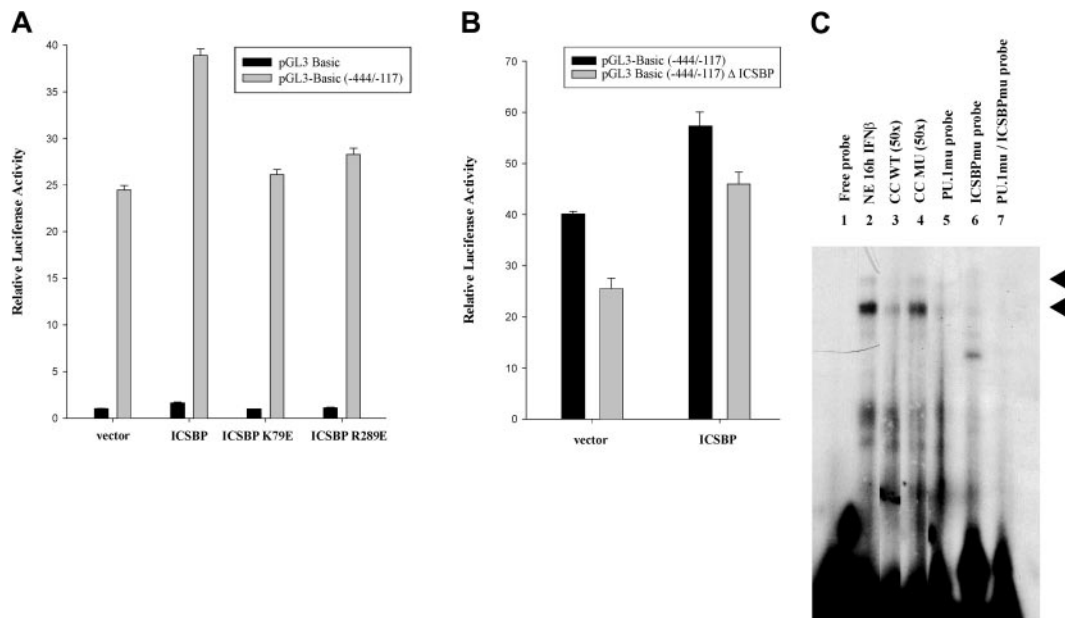 A
Relative Luciferase Activity
40
35
30
25
20
15
10
5
0
pGL3 Basic
pGL3-Basic (-444/-117)
vector
ICSBP
ICSBP K79E
ICSBP R289E
B
Relative Luciferase Activity
80
70
60
50
40
30
20
10
0
pGL3-Basic (-444/-117)
pGL3 Basic (-444/-117) Δ ICSBP
vector
ICSBP
C
Free probe
NE 16h IFNβ
CC WT (50x)
CC MU (50x)
PU.1mu probe
ICSBPmu probe
PU.1mu / ICSBPmu probe
1 2 3 4 5 6 7